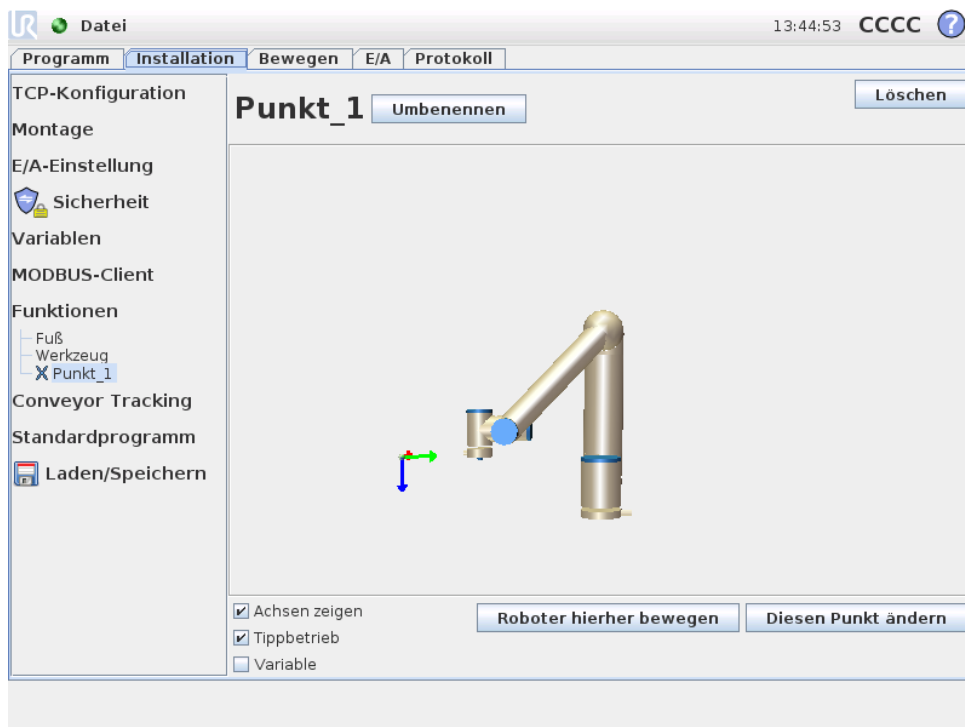 UR Datei 13:44:53 CCCC ?
Programm Installation Bewegen E/A Protokoll
TCP-Konfiguration
Montage
E/A-Einstellung
Sicherheit
Variablen
MODBUS-Client
Funktionen
Fuß
Werkzeug
Punkt_1
Conveyor Tracking
Standardprogramm
Laden/Speichern
Punkt_1 Umbenennen Löschen
Achsen zeigen
Tippbetrieb
Variable
Roboter hierher bewegen Diesen Punkt ändern